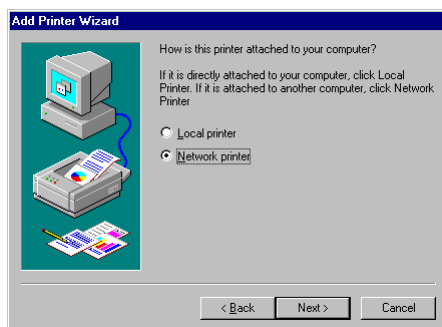 Add Printer Wizard
How is this printer attached to your computer?
If it is directly attached to your computer, click Local
Printer. If it is attached to another computer, click Network
Printer
Local printer
Network printer
< Back Next > Cancel